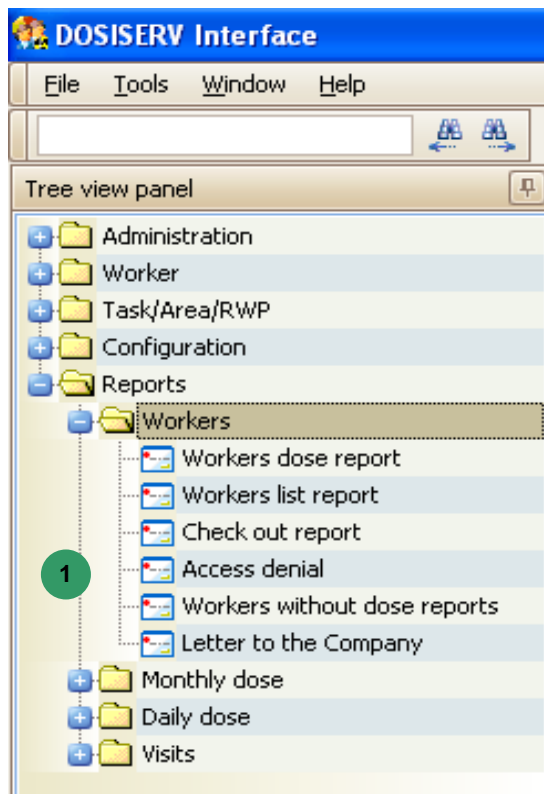 DOSISERV Interface
File Tools Window Help
Tree view panel
Administration
Worker
Task/Area/RWP
Configuration
Reports
Workers
Workers dose report
Workers list report
Check out report
1 Access denial
Workers without dose reports
Letter to the Company
Monthly dose
Daily dose
Visits